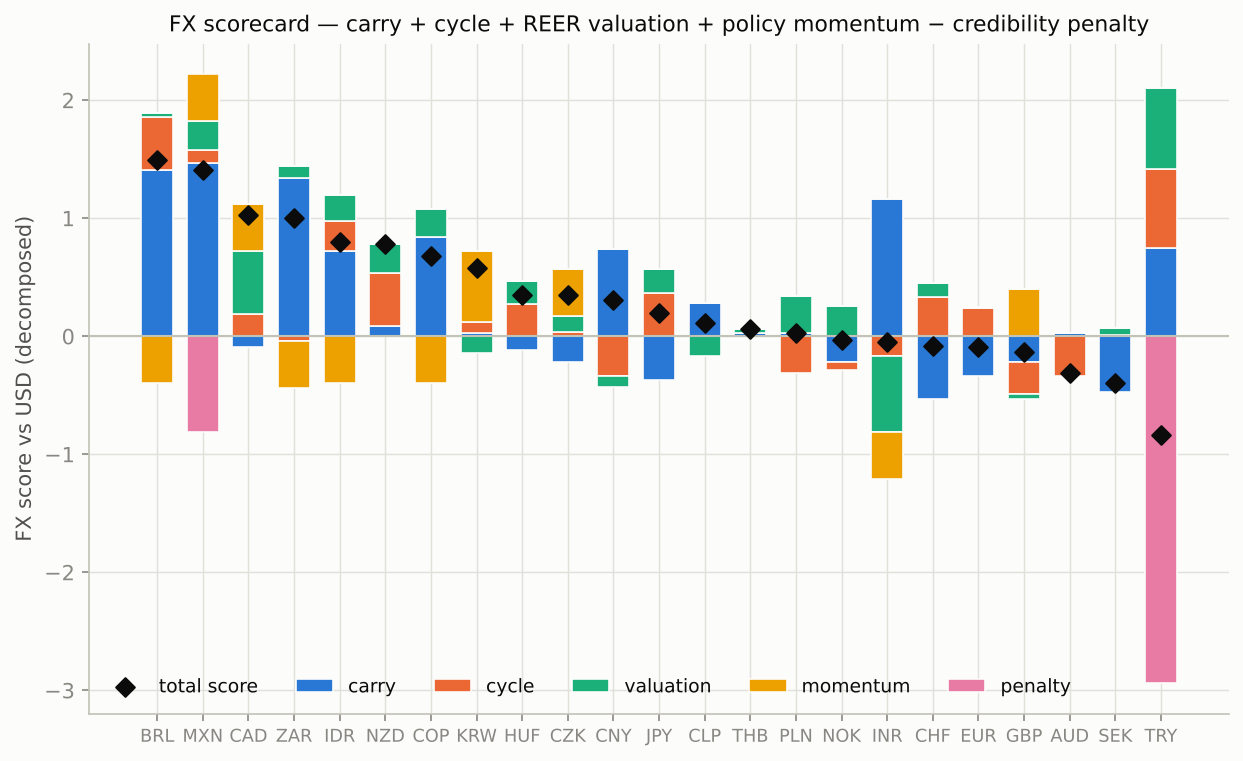 FX scorecard — carry + cycle + REER valuation + policy momentum − credibility penalty
FX score vs USD (decomposed)
2
1
0
−1
−2
−3
total score carry cycle valuation momentum penalty
BRL MXN CAD ZAR IDR NZD COP KRW HUF CZK CNY JPY CLP THB PLN NOK INR CHF EUR GBP AUD SEK TRY